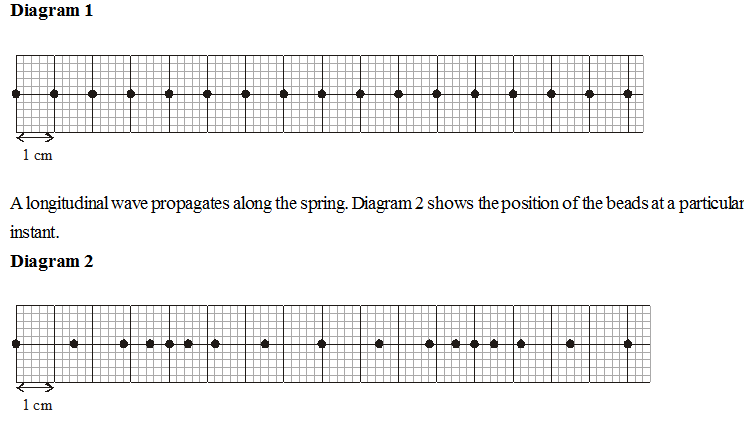 Diagram 1
1 cm
A longitudinal wave propagates along the spring. Diagram 2 shows the position of the beads at a particular
instant.
Diagram 2
1 cm